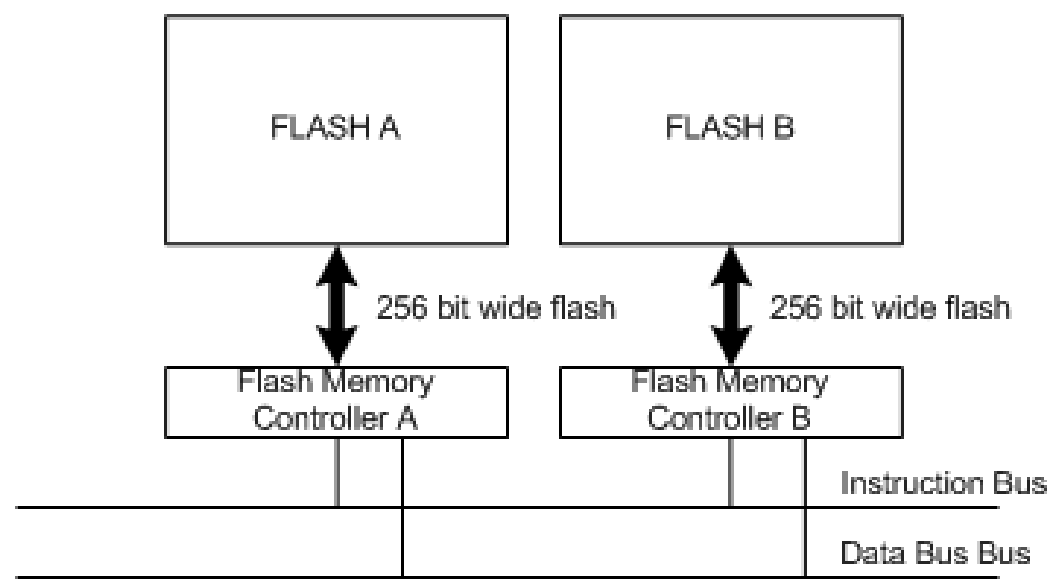 FLASH A
FLASH B
256 bit wide flash
256 bit wide flash
Flash Memory
Controller A
Flash Memory
Controller B
Instruction Bus
Data Bus Bus